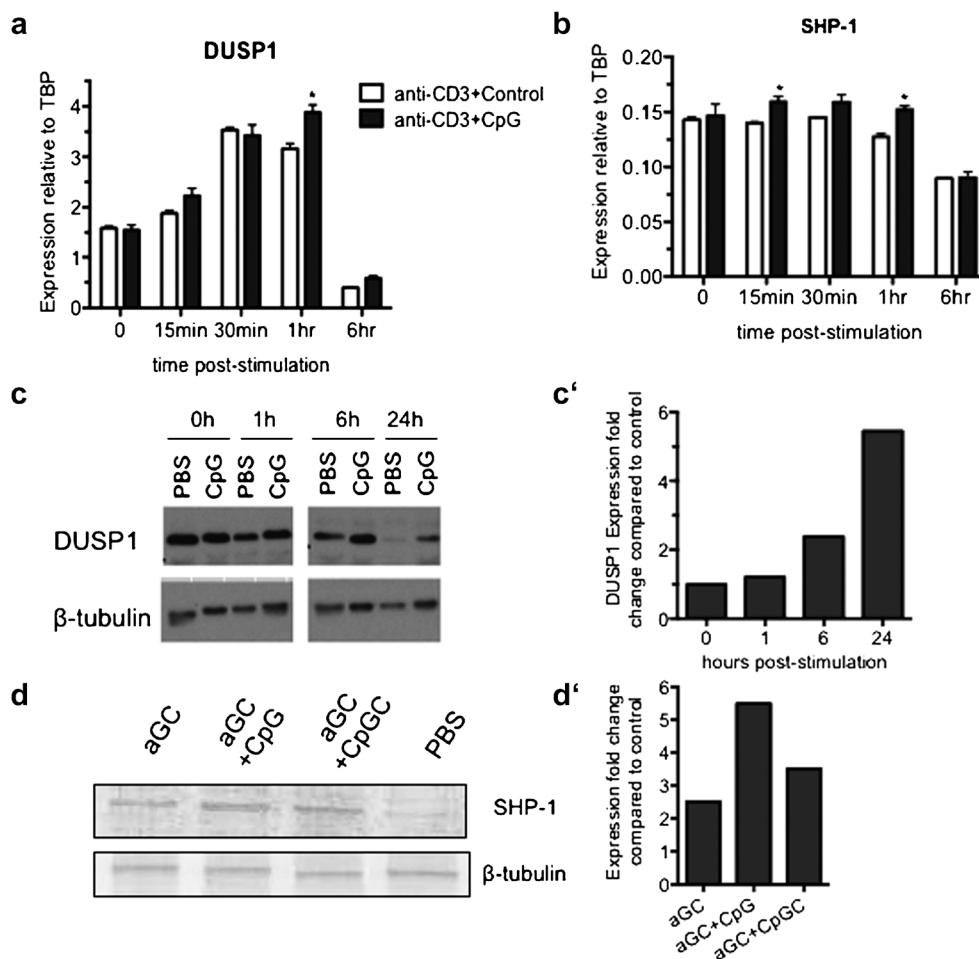 a
DUSP1
Expression relative to TBP
4
3
2
1
0
0 15min 30min 1hr 6hr
time post-stimulation
anti-CD3+Control
anti-CD3+CpG
*
b
SHP-1
Expression relative to TBP
0.20
0.15
0.10
0.05
0.00
* *
0 15min 30min 1hr 6hr
time post-stimulation
c
0h 1h 6h 24h
PBS CpG PBS CpG PBS CpG PBS CpG
DUSP1
β-tubulin
c'
DUSP1 Expression fold
change compared to control
6
4
2
0
0 1 6 24
hours post-stimulation
d
aGC
aGC
+CpG
aGC
+CpGC
PBS
SHP-1
β-tubulin
d'
Expression fold change
compared to control
6
5
4
3
2
1
0
aGC
aGC+CpG
aGC+CpGC